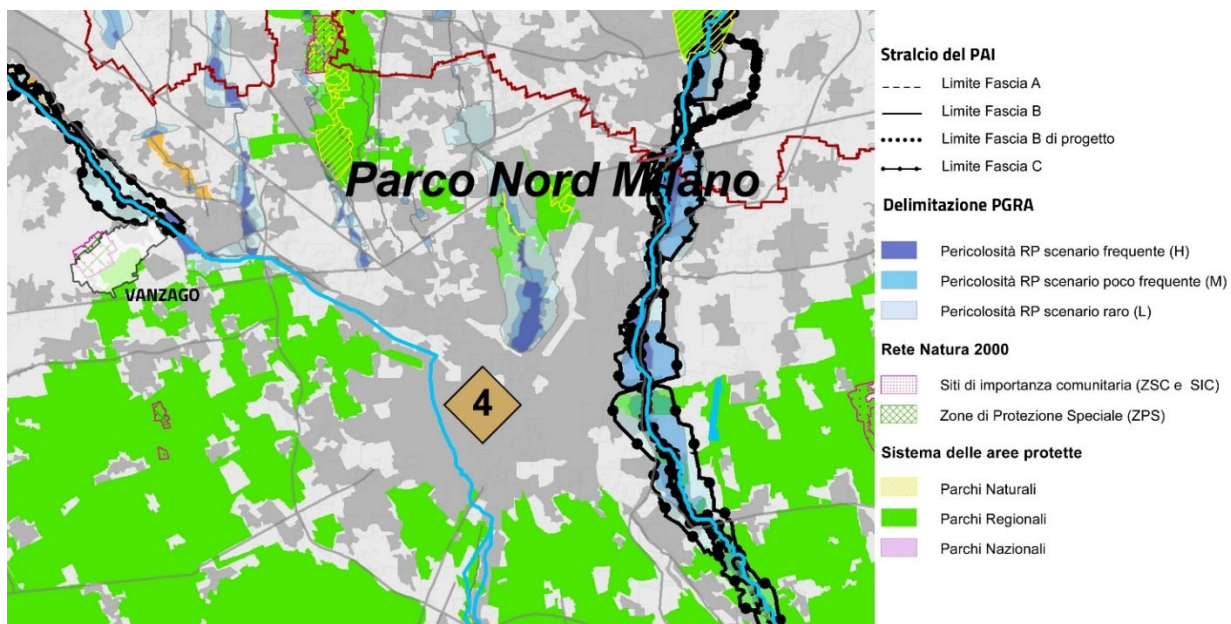 Parco Nord Milano
VANZAGO
4
Stralcio del PAI
Limite Fascia A
Limite Fascia B
Limite Fascia B di progetto
Limite Fascia C
Delimitazione PGRA
Pericolosità RP scenario frequente (H)
Pericolosità RP scenario poco frequente (M)
Pericolosità RP scenario raro (L)
Rete Natura 2000
Siti di importanza comunitaria (ZSC e SIC)
Zone di Protezione Speciale (ZPS)
Sistema delle aree protette
Parchi Naturali
Parchi Regionali
Parchi Nazionali